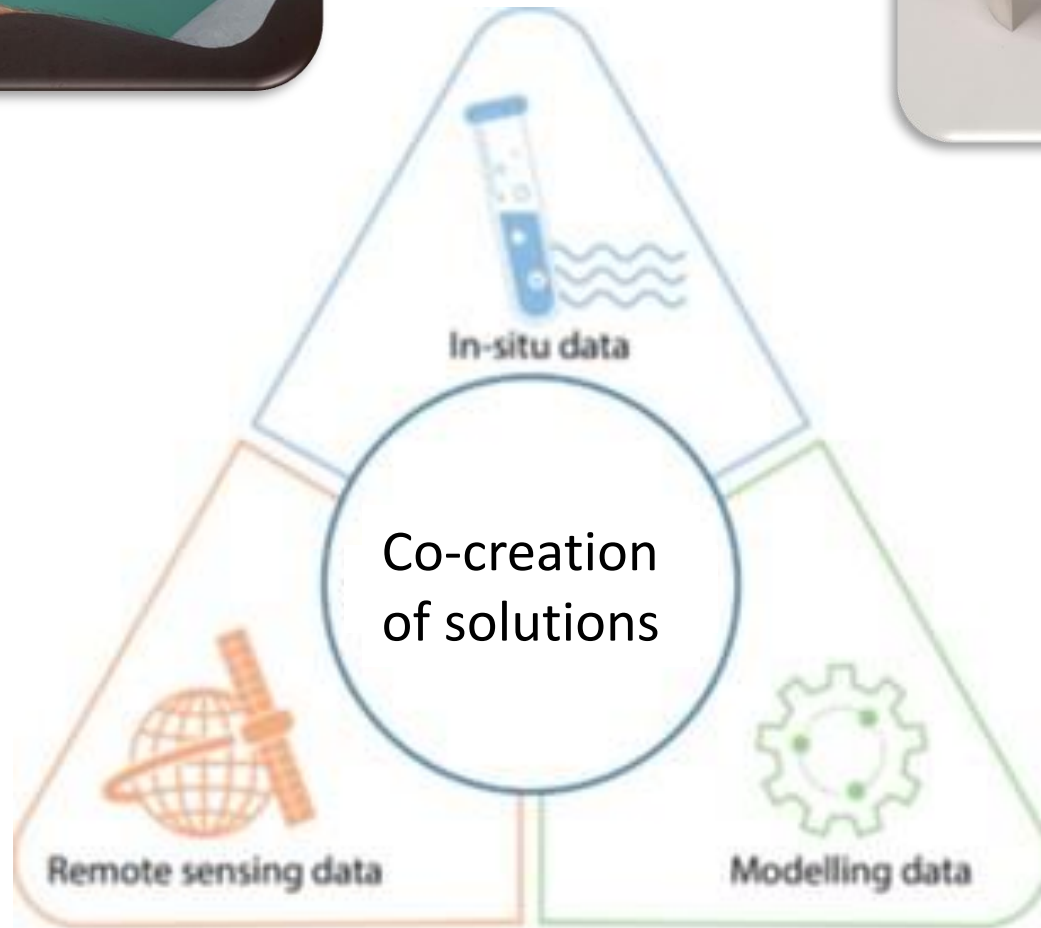 In-situ data
Co-creation
of solutions
Remote sensing data
Modelling data